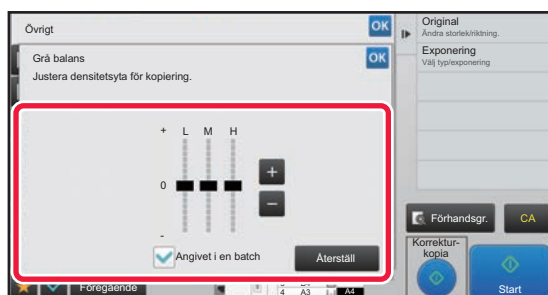 Övrigt
OK
Grå balans
OK
Justera densitetsyta för kopiering.
+ L M H
0
+
-
-
Angivet i en batch
Återställ
Föregående
4 A3
A4
Original
Ändra storlek/riktning.
Exponering
Välj typ/exponering
Förhandsgr.
CA
Korrektur-
kopia
Start